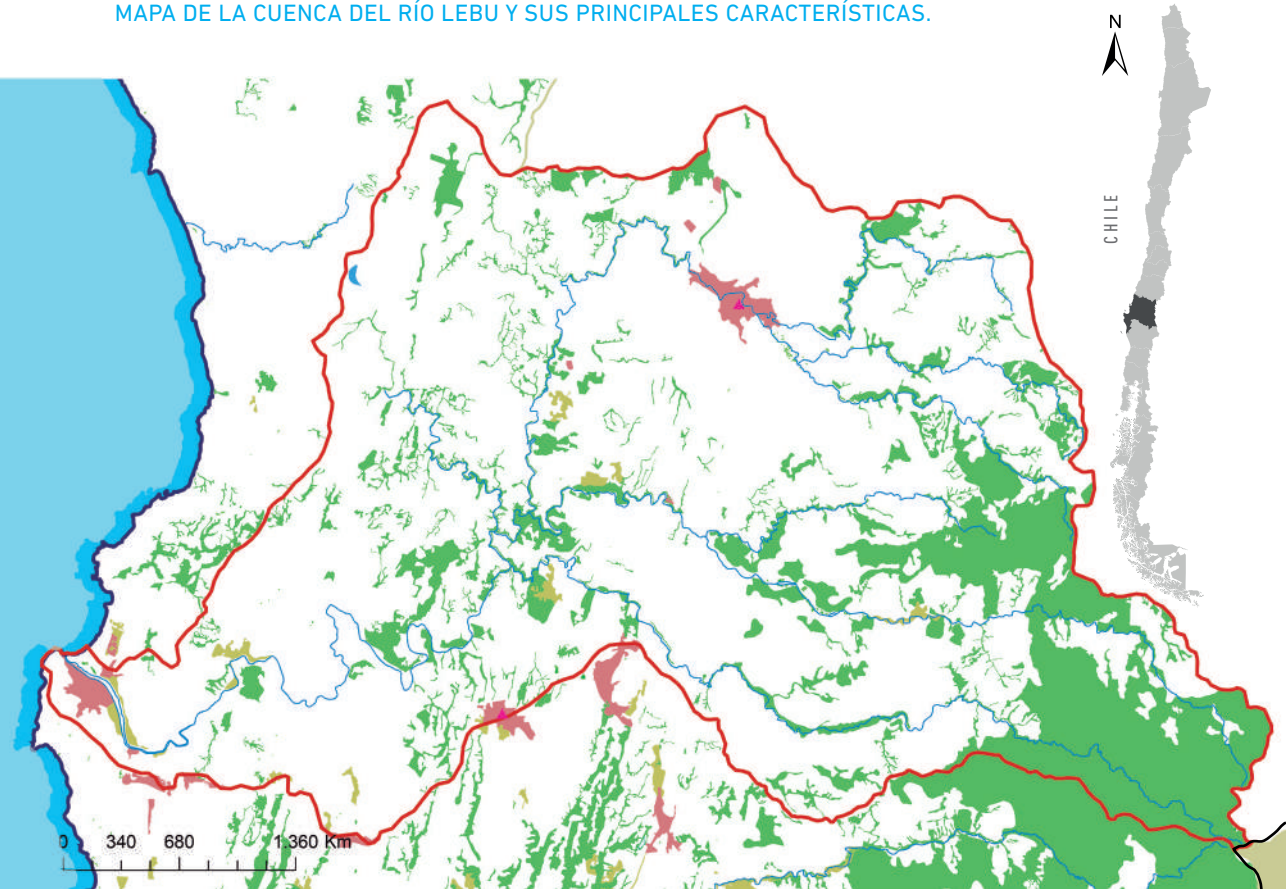 MAPA DE LA CUENCA DEL RÍO LEBU Y SUS PRINCIPALES CARACTERÍSTICAS.
N
CHILE
0 340 680 1.360 Km